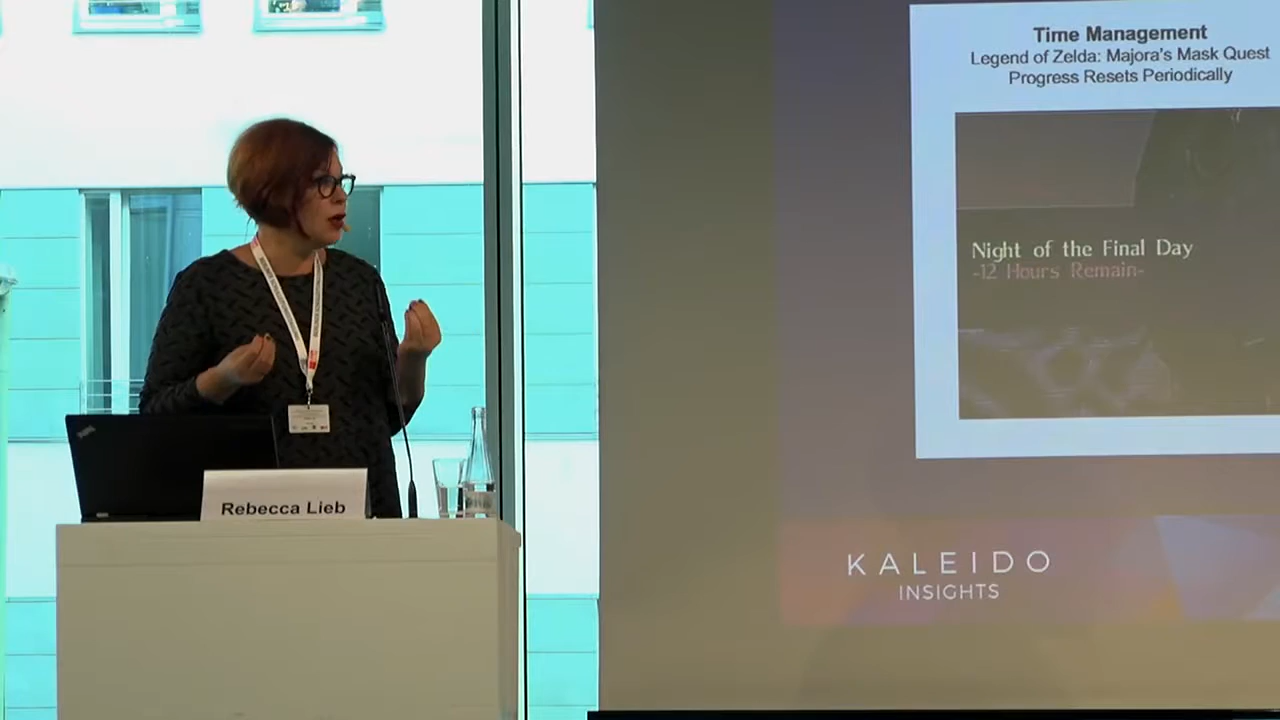 Time Management
Legend of Zelda: Majora's Mask Quest
Progress Resets Periodically
Night of the Final Day
-12 Hours Remain-
Rebecca Lieb
KALEIDO
INSIGHTS